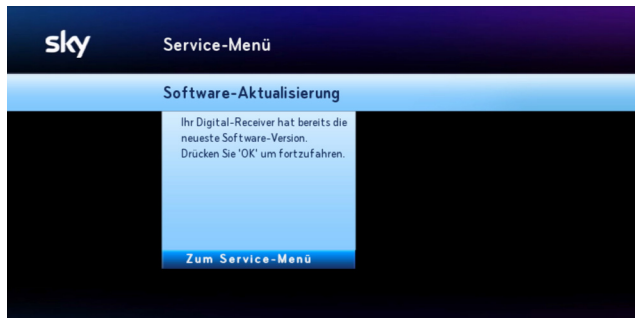 sky
Service-Menü
Software-Aktualisierung
Ihr Digital-Receiver hat bereits die
neueste Software-Version.
Drücken Sie 'OK' um fortzufahren.
Zum Service-Menü